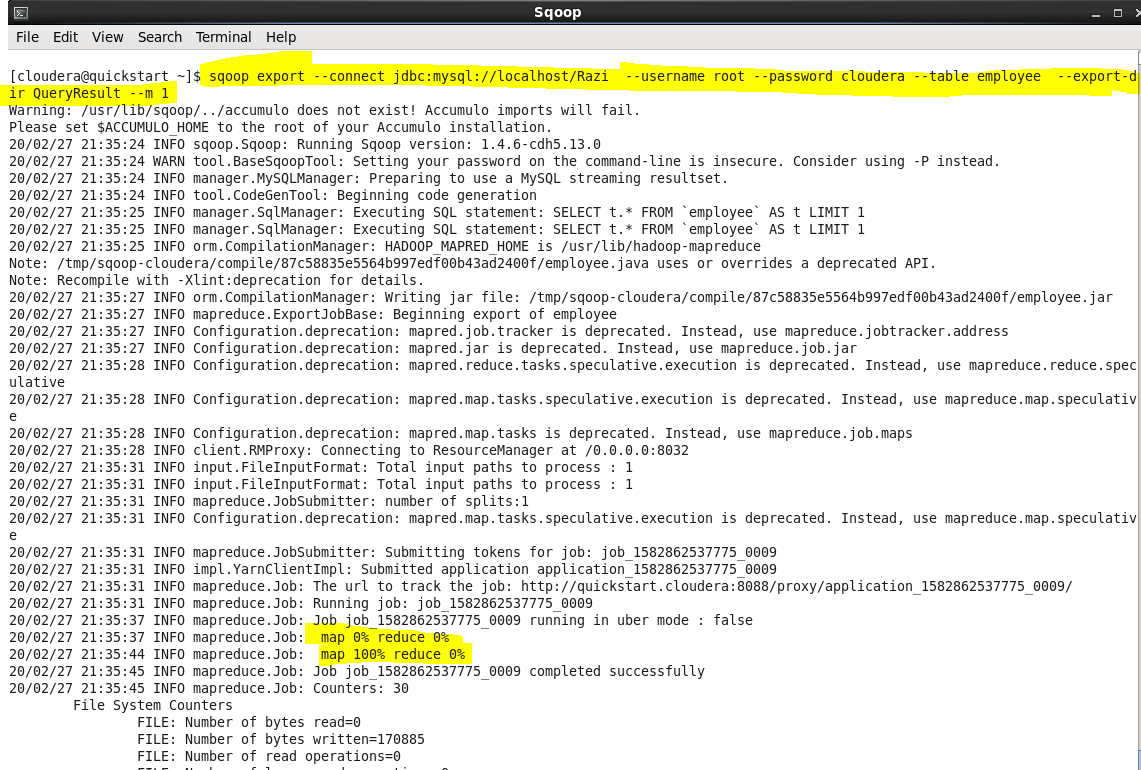 Sqoop
File Edit View Search Terminal Help
[cloudera@quickstart ~]$ sqoop export --connect jdbc:mysql://localhost/Razi  --username root --password cloudera --table employee  --export-d
ir QueryResult --m 1
Warning: /usr/lib/sqoop/../accumulo does not exist! Accumulo imports will fail.
Please set $ACCUMULO_HOME to the root of your Accumulo installation.
20/02/27 21:35:24 INFO sqoop.Sqoop: Running Sqoop version: 1.4.6-cdh5.13.0
20/02/27 21:35:24 WARN tool.BaseSqoopTool: Setting your password on the command-line is insecure. Consider using -P instead.
20/02/27 21:35:24 INFO manager.MySQLManager: Preparing to use a MySQL streaming resultset.
20/02/27 21:35:24 INFO tool.CodeGenTool: Beginning code generation
20/02/27 21:35:25 INFO manager.SqlManager: Executing SQL statement: SELECT t.* FROM `employee` AS t LIMIT 1
20/02/27 21:35:25 INFO manager.SqlManager: Executing SQL statement: SELECT t.* FROM `employee` AS t LIMIT 1
20/02/27 21:35:25 INFO orm.CompilationManager: HADOOP_MAPRED_HOME is /usr/lib/hadoop-mapreduce
Note: /tmp/sqoop-cloudera/compile/87c58835e5564b997edf00b43ad2400f/employee.java uses or overrides a deprecated API.
Note: Recompile with -Xlint:deprecation for details.
20/02/27 21:35:27 INFO orm.CompilationManager: Writing jar file: /tmp/sqoop-cloudera/compile/87c58835e5564b997edf00b43ad2400f/employee.jar
20/02/27 21:35:27 INFO mapreduce.ExportJobBase: Beginning export of employee
20/02/27 21:35:27 INFO Configuration.deprecation: mapred.job.tracker is deprecated. Instead, use mapreduce.jobtracker.address
20/02/27 21:35:27 INFO Configuration.deprecation: mapred.jar is deprecated. Instead, use mapreduce.job.jar
20/02/27 21:35:28 INFO Configuration.deprecation: mapred.reduce.tasks.speculative.execution is deprecated. Instead, use mapreduce.reduce.spec
ulative
20/02/27 21:35:28 INFO Configuration.deprecation: mapred.map.tasks.speculative.execution is deprecated. Instead, use mapreduce.map.speculativ
e
20/02/27 21:35:28 INFO Configuration.deprecation: mapred.map.tasks is deprecated. Instead, use mapreduce.job.maps
20/02/27 21:35:28 INFO client.RMProxy: Connecting to ResourceManager at /0.0.0.0:8032
20/02/27 21:35:31 INFO input.FileInputFormat: Total input paths to process : 1
20/02/27 21:35:31 INFO input.FileInputFormat: Total input paths to process : 1
20/02/27 21:35:31 INFO mapreduce.JobSubmitter: number of splits:1
20/02/27 21:35:31 INFO Configuration.deprecation: mapred.map.tasks.speculative.execution is deprecated. Instead, use mapreduce.map.speculativ
e
20/02/27 21:35:31 INFO mapreduce.JobSubmitter: Submitting tokens for job: job_1582862537775_0009
20/02/27 21:35:31 INFO impl.YarnClientImpl: Submitted application application_1582862537775_0009
20/02/27 21:35:31 INFO mapreduce.Job: The url to track the job: http://quickstart.cloudera:8088/proxy/application_1582862537775_0009/
20/02/27 21:35:31 INFO mapreduce.Job: Running job: job_1582862537775_0009
20/02/27 21:35:37 INFO mapreduce.Job: Job job_1582862537775_0009 running in uber mode : false
20/02/27 21:35:37 INFO mapreduce.Job:  map 0% reduce 0%
20/02/27 21:35:44 INFO mapreduce.Job:  map 100% reduce 0%
20/02/27 21:35:45 INFO mapreduce.Job: Job job_1582862537775_0009 completed successfully
20/02/27 21:35:45 INFO mapreduce.Job: Counters: 30
File System Counters
FILE: Number of bytes read=0
FILE: Number of bytes written=170885
FILE: Number of read operations=0